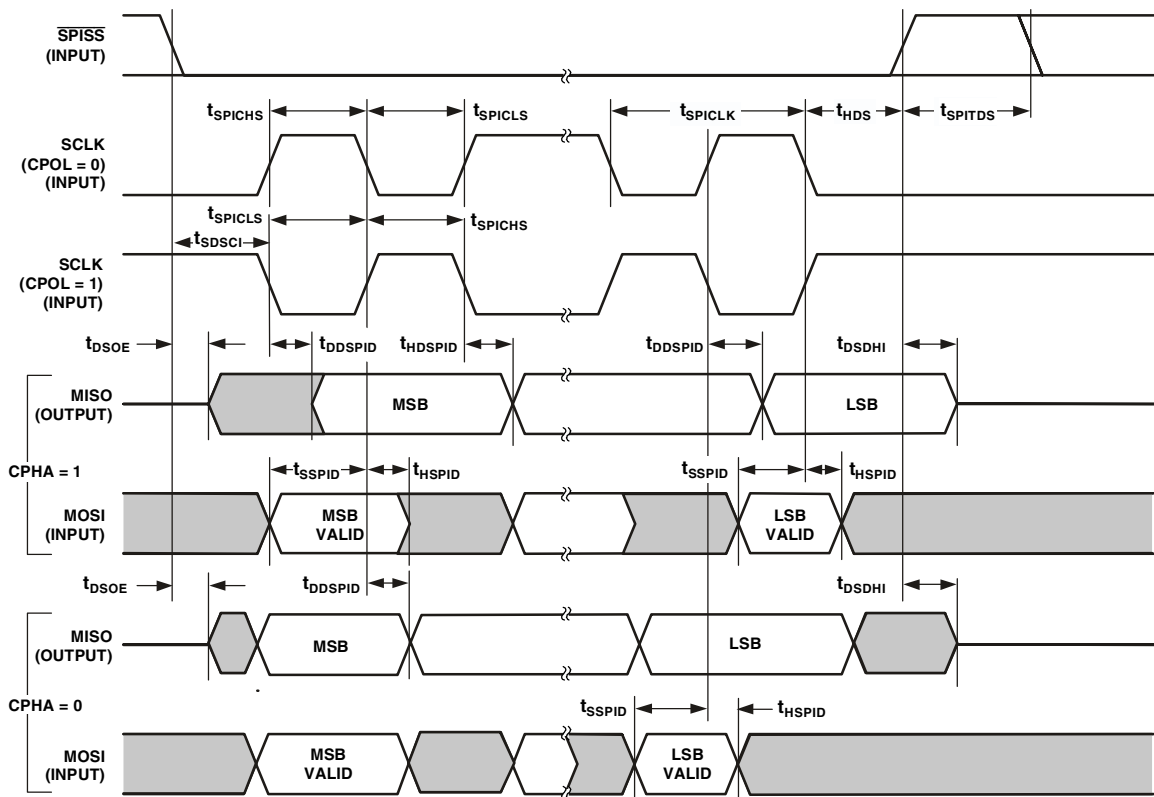 SPISS
(INPUT)
tSPICHS
tSPICLS
tSPICLK
tHDS
tSPITDS
SCLK
(CPOL = 0)
(INPUT)
tSPICLS
tSPICHS
tSDSCI
SCLK
(CPOL = 1)
(INPUT)
tDSOE
tDDSPID
tHDSPID
tDDSPID
tDSDHI
MISO
(OUTPUT)
MSB
LSB
CPHA = 1
tSSPID
tHSPID
tSSPID
tHSPID
MOSI
(INPUT)
MSB
VALID
LSB
VALID
tDSOE
tDDSPID
tDSDHI
MISO
(OUTPUT)
MSB
LSB
CPHA = 0
tSSPID
tHSPID
MOSI
(INPUT)
MSB
VALID
LSB
VALID